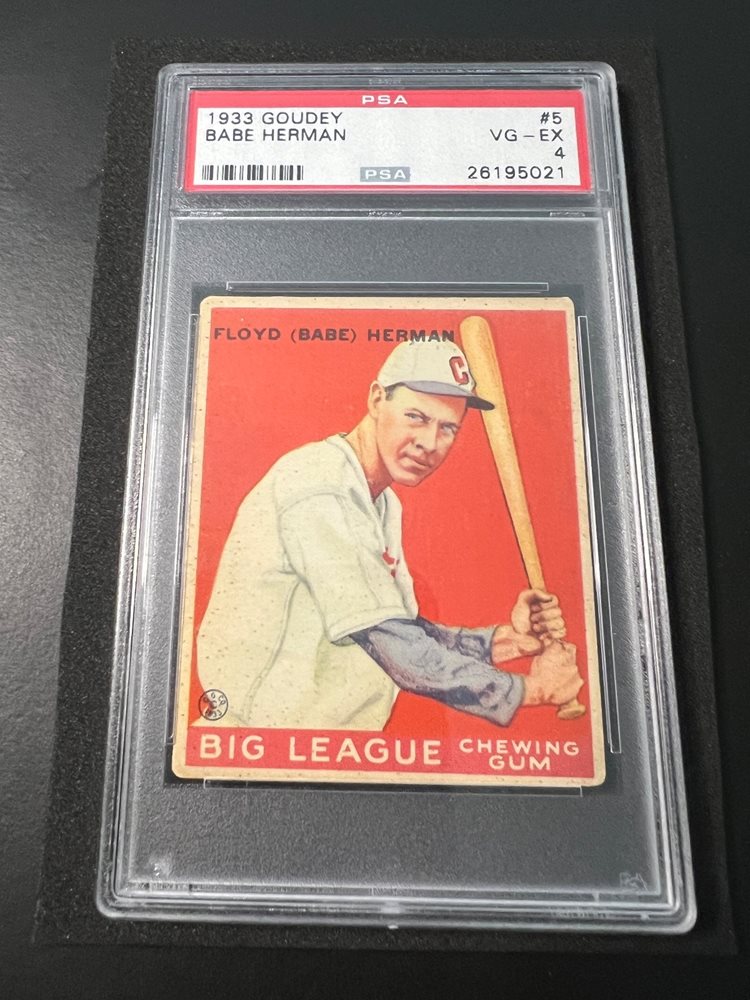 PSA
1933 GOUDEY #5
BABE HERMAN VG-EX
4
PSA 26195021
FLOYD (BABE) HERMAN
C
BIG LEAGUE CHEWING
GUM